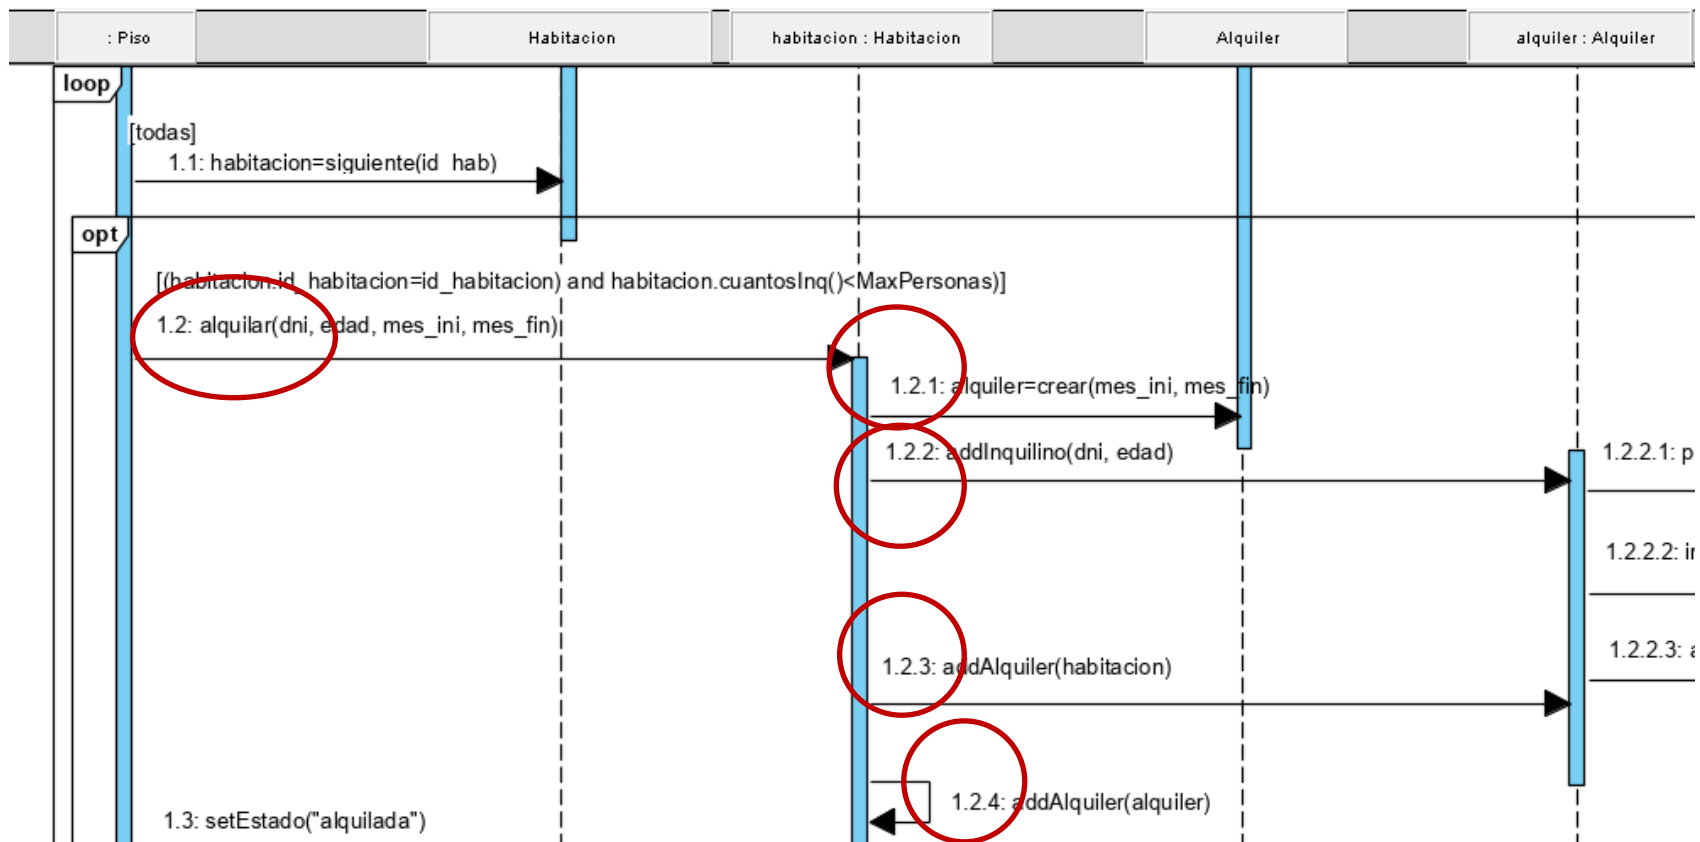 : Piso
Habitacion
habitacion : Habitacion
Alquiler
alquiler : Alquiler
loop
[todas]
1.1: habitacion=siguiente(id_hab)
opt
[(habitacion.id_habitacion=id_habitacion) and habitacion.cuantosInq()<MaxPersonas)]
1.2: alquilar(dni, edad, mes_ini, mes_fin)
1.2.1: alquiler=crear(mes_ini, mes_fin)
1.2.2: addInquilino(dni, edad)
1.2.2.1: p
1.2.2.2: in
1.2.2.3: a
1.2.3: addAlquiler(habitacion)
1.2.4: addAlquiler(alquiler)
1.3: setEstado("alquilada")